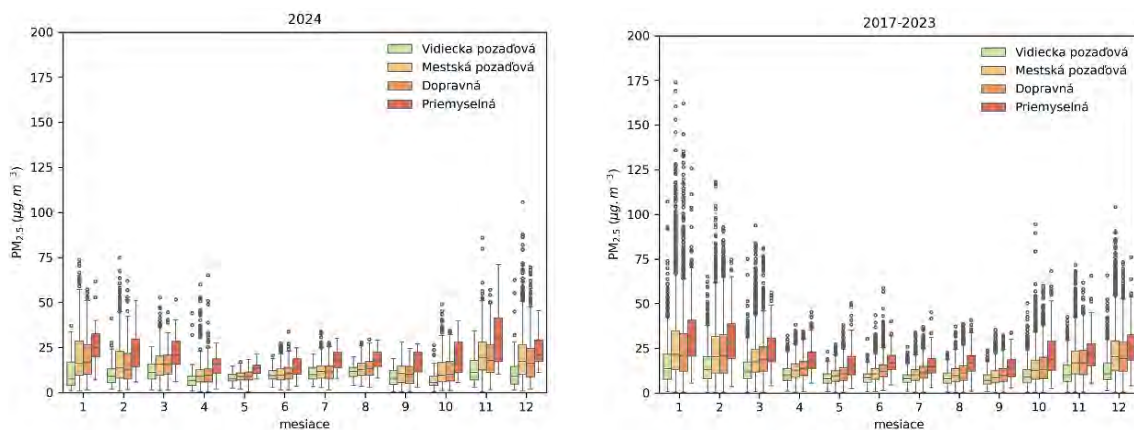 2024
200
175
150
125
100
75
50
25
0
PM2.5 (µg.m⁻³)
Vidiecka pozaďová
Mestská pozaďová
Dopravná
Priemyselná
1 2 3 4 5 6 7 8 9 10 11 12
mesiace
2017-2023
200
175
150
125
100
75
50
25
0
PM2.5 (µg.m⁻³)
Vidiecka pozaďová
Mestská pozaďová
Dopravná
Priemyselná
1 2 3 4 5 6 7 8 9 10 11 12
mesiace